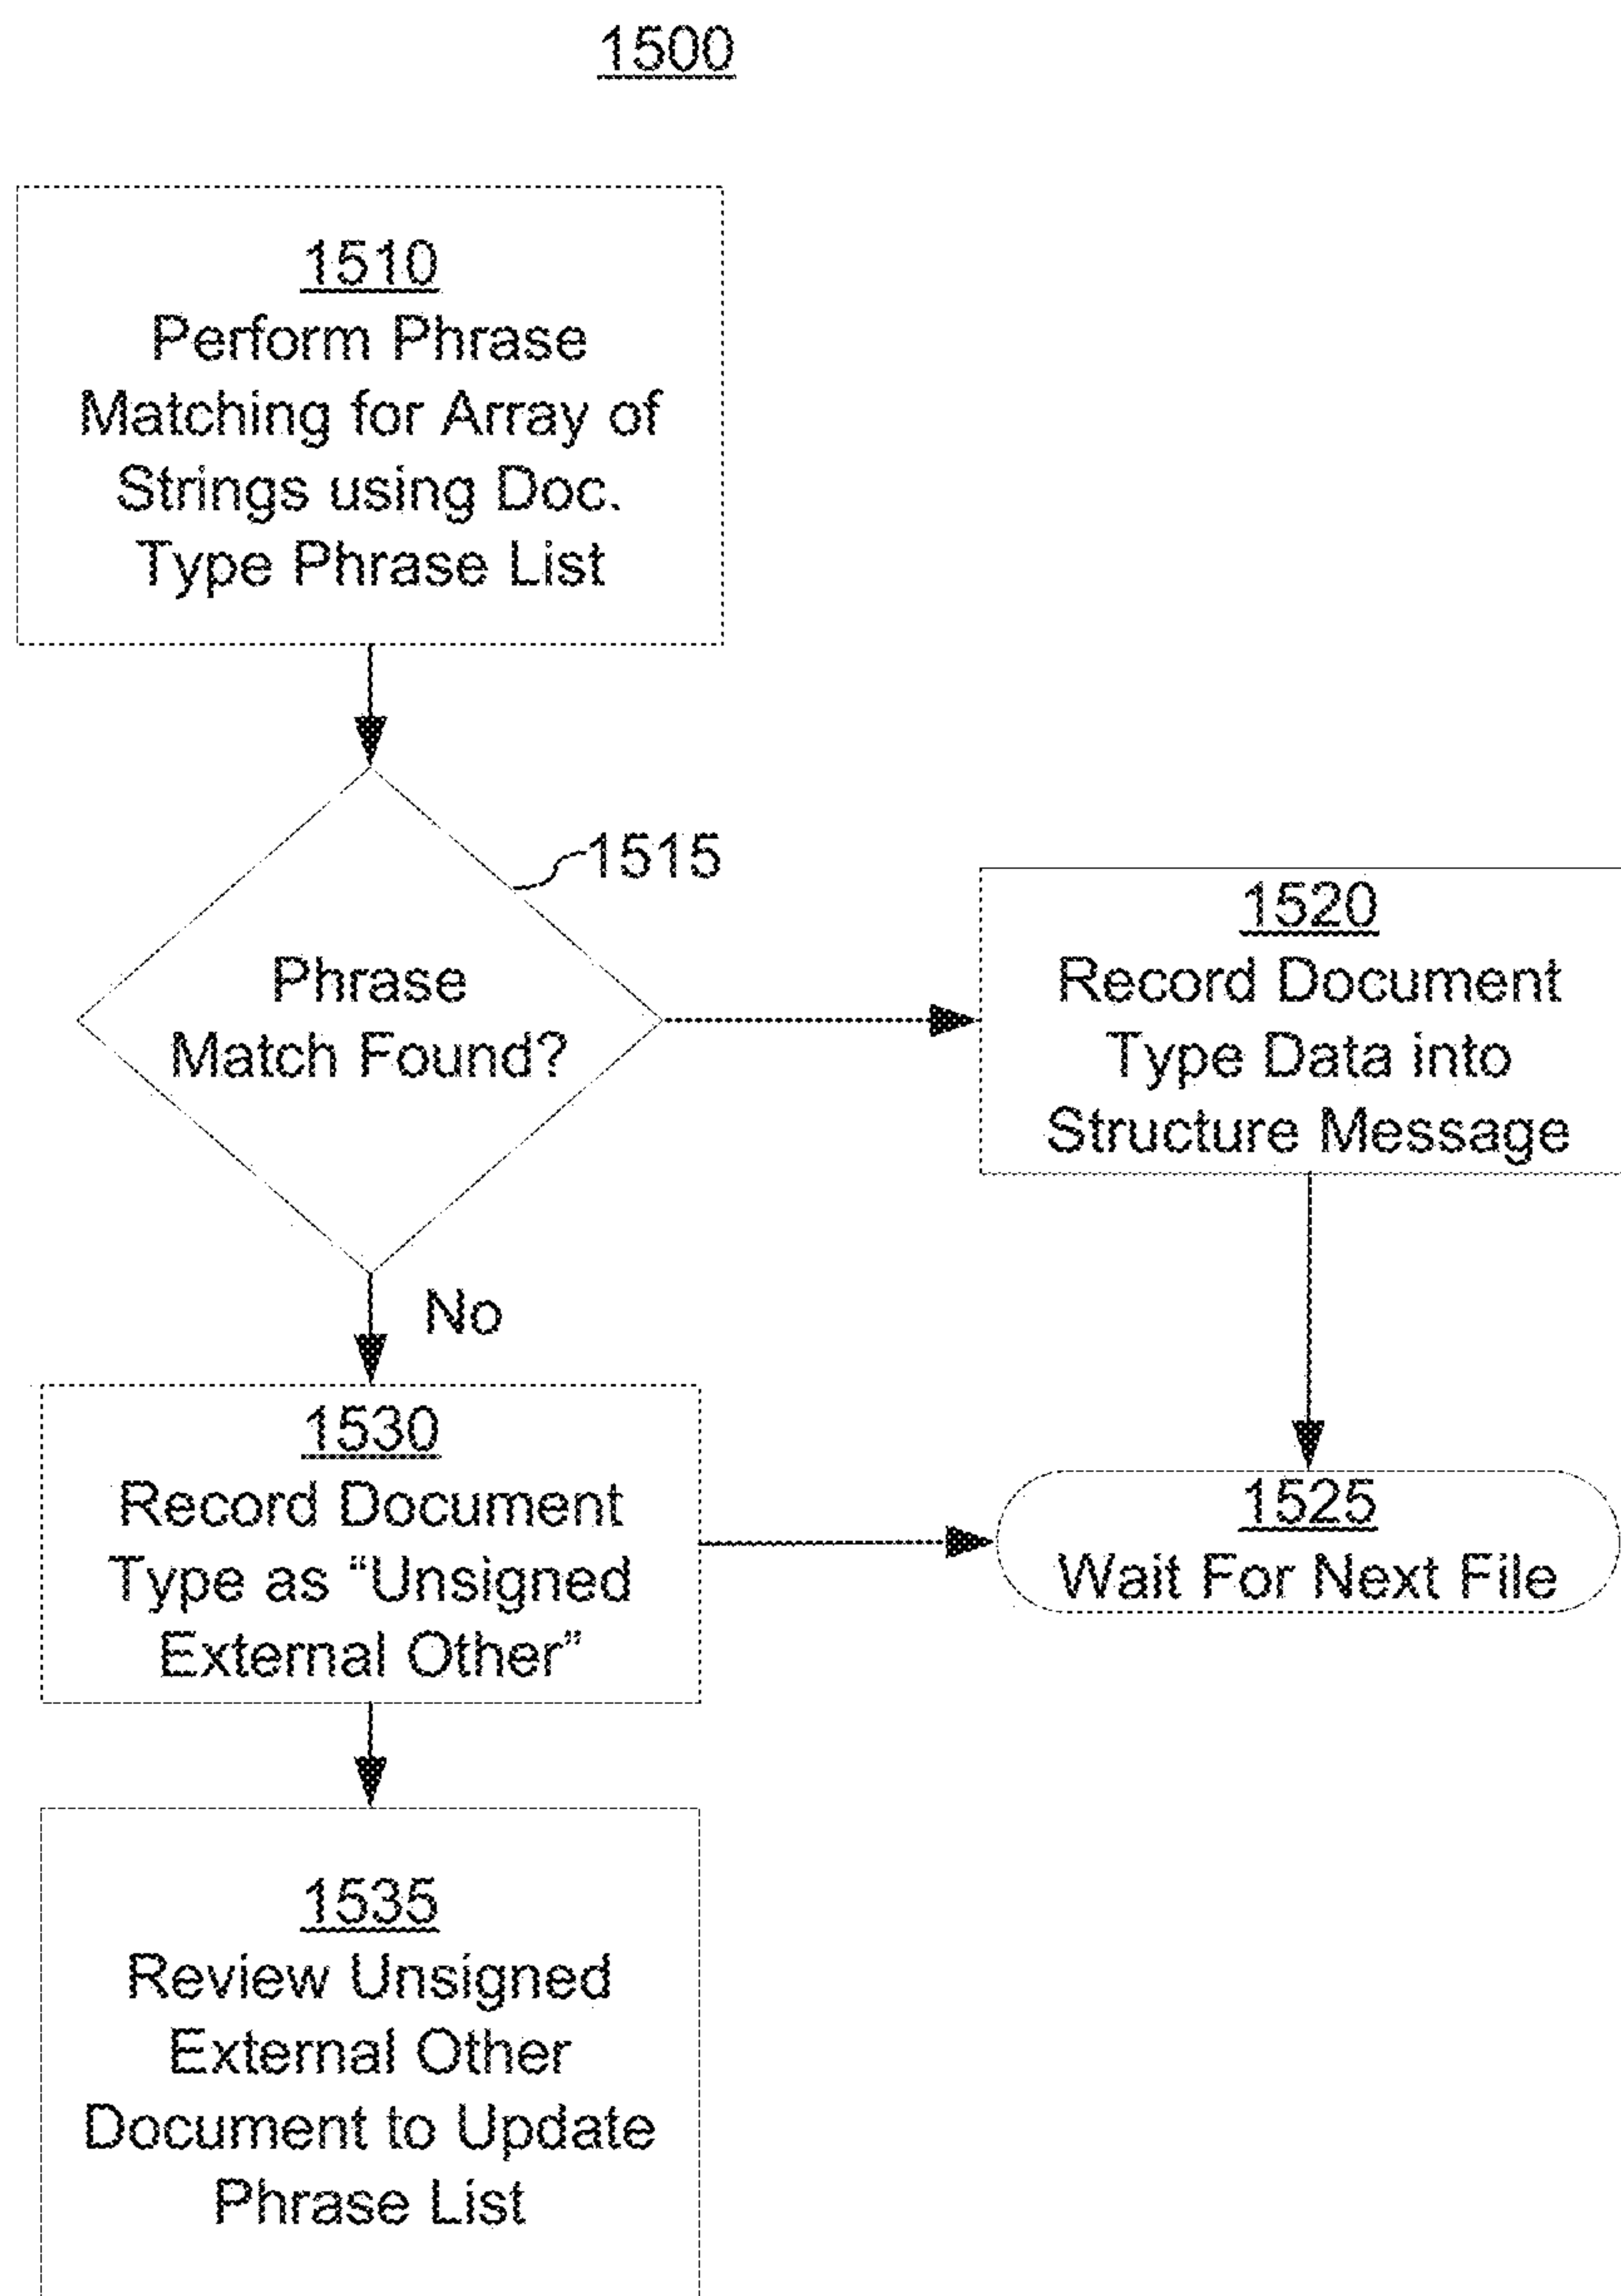 1500
1510
Perform Phrase
Matching for Array of
Strings using Doc.
Type Phrase List
1515
Phrase
Match Found?
1520
Record Document
Type Data into
Structure Message
No
1530
Record Document
Type as “Unsigned
External Other”
1525
Wait For Next File
1535
Review Unsigned
External Other
Document to Update
Phrase List